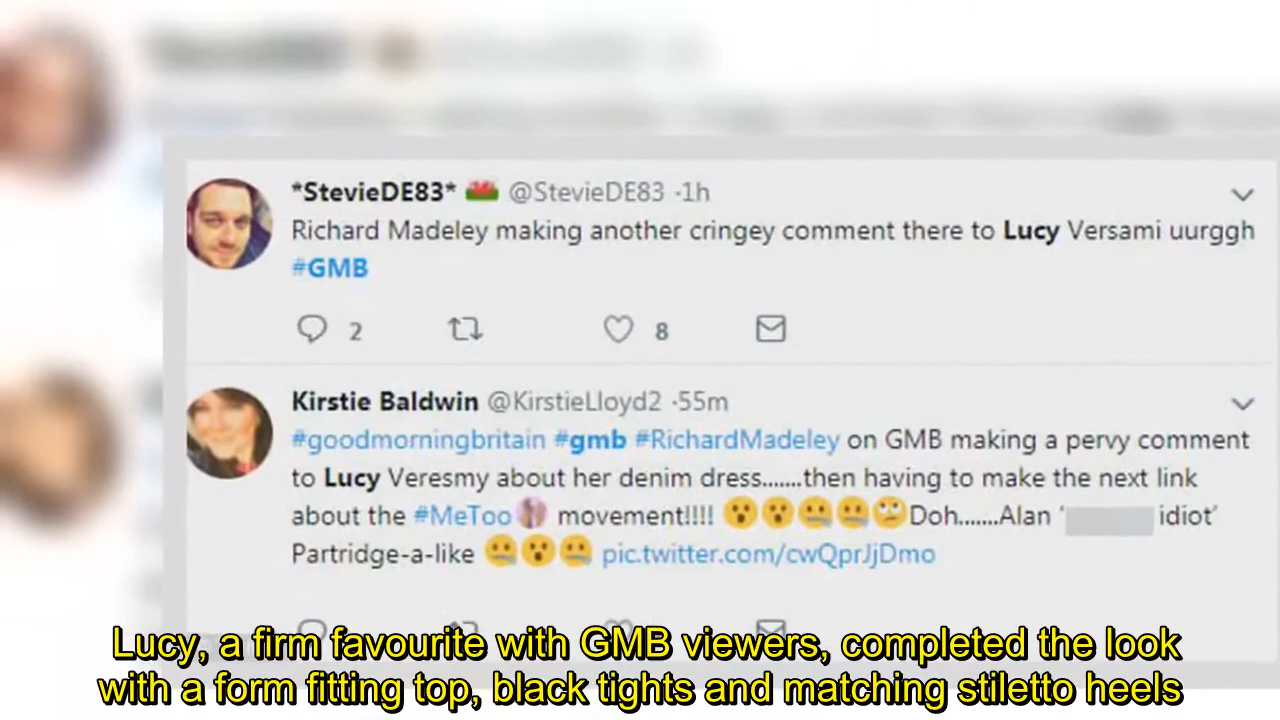 *StevieDE83* 🏴󠁧󠁢󠁷󠁬󠁳󠁿 @StevieDE83 ·1h
Richard Madeley making another cringey comment there to Lucy Versami uurggh
#GMB
2 8
Kirstie Baldwin @KirstieLloyd2 ·55m
#goodmorningbritain #gmb #RichardMadeley on GMB making a pervy comment
to Lucy Veresmy about her denim dress.......then having to make the next link
about the #MeToo movement!!!! 😮😮🤐🤐🙄Doh.......Alan ' idiot'
Partridge-a-like 🤐😮🤐 pic.twitter.com/cwQprJjDmo
Lucy, a firm favourite with GMB viewers, completed the look
with a form fitting top, black tights and matching stiletto heels